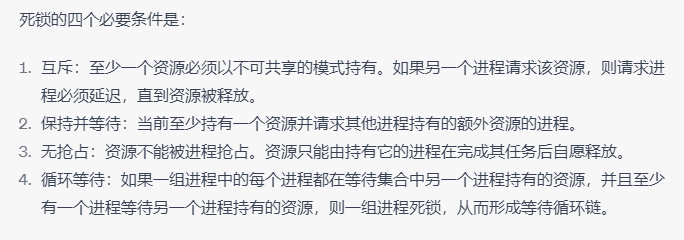 死锁的四个必要条件是：
1. 互斥：至少一个资源必须以不可共享的模式持有。如果另一个进程请求该资源，则请求进
程必须延迟，直到资源被释放。
2. 保持并等待：当前至少持有一个资源并请求其他进程持有的额外资源的进程。
3. 无抢占：资源不能被进程抢占。资源只能由持有它的进程在完成其任务后自愿释放。
4. 循环等待：如果一组进程中的每个进程都在等待集合中另一个进程持有的资源，并且至少
有一个进程等待另一个进程持有的资源，则一组进程死锁，从而形成等待循环链。